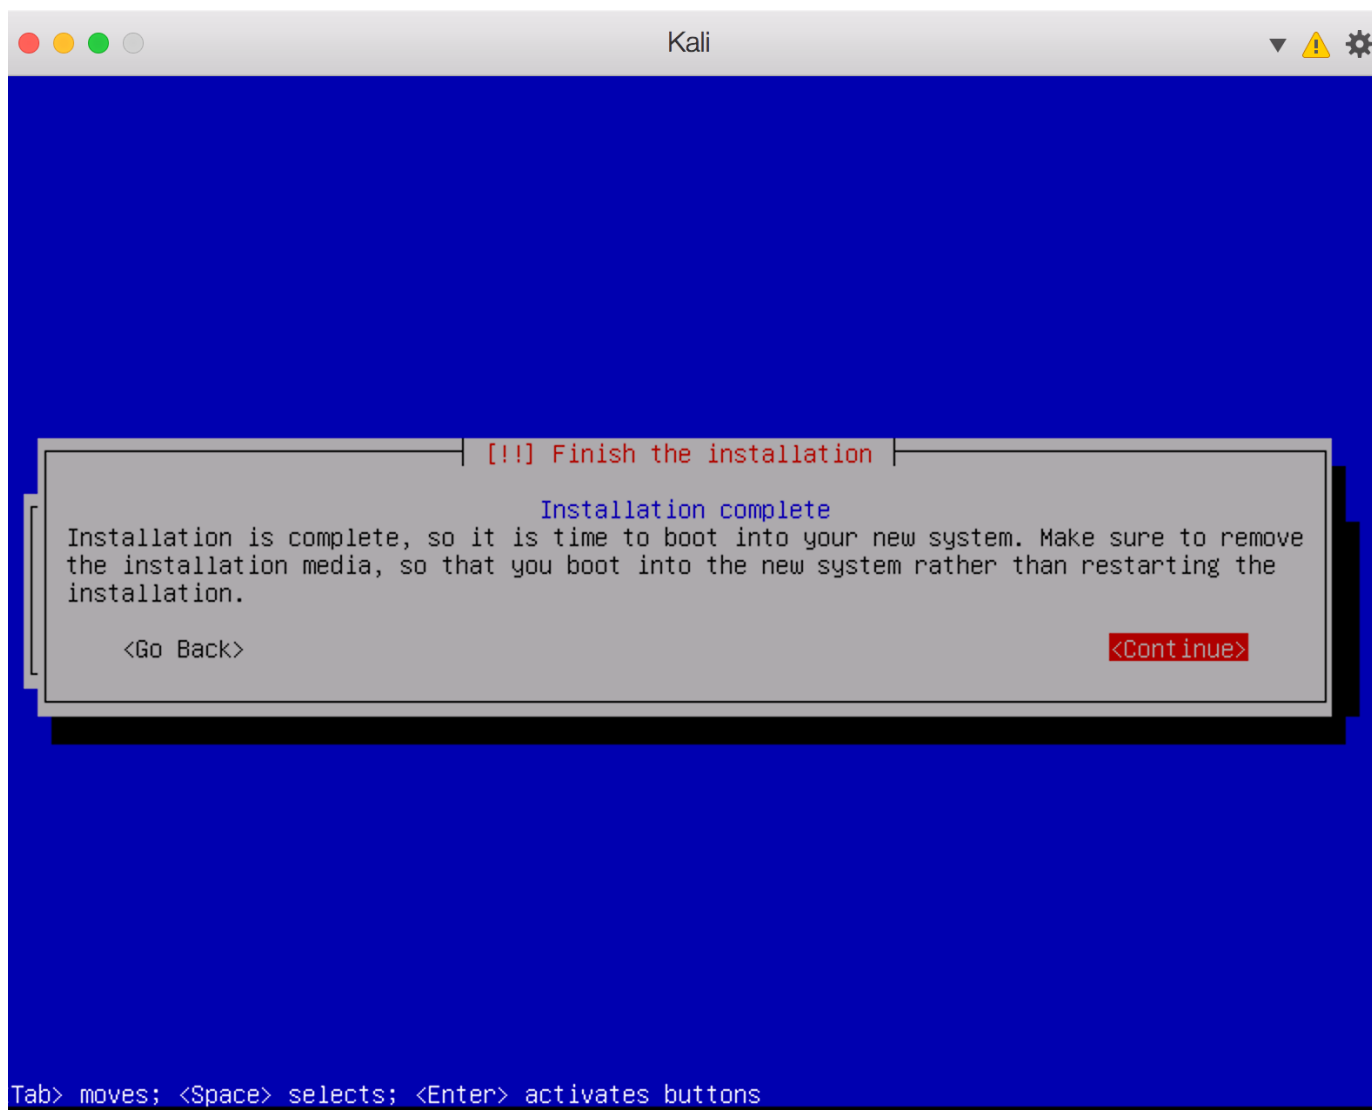 Kali
[!!] Finish the installation
Installation complete
Installation is complete, so it is time to boot into your new system. Make sure to remove
the installation media, so that you boot into the new system rather than restarting the
installation.
<Go Back> <Continue>
Tab> moves; <Space> selects; <Enter> activates buttons